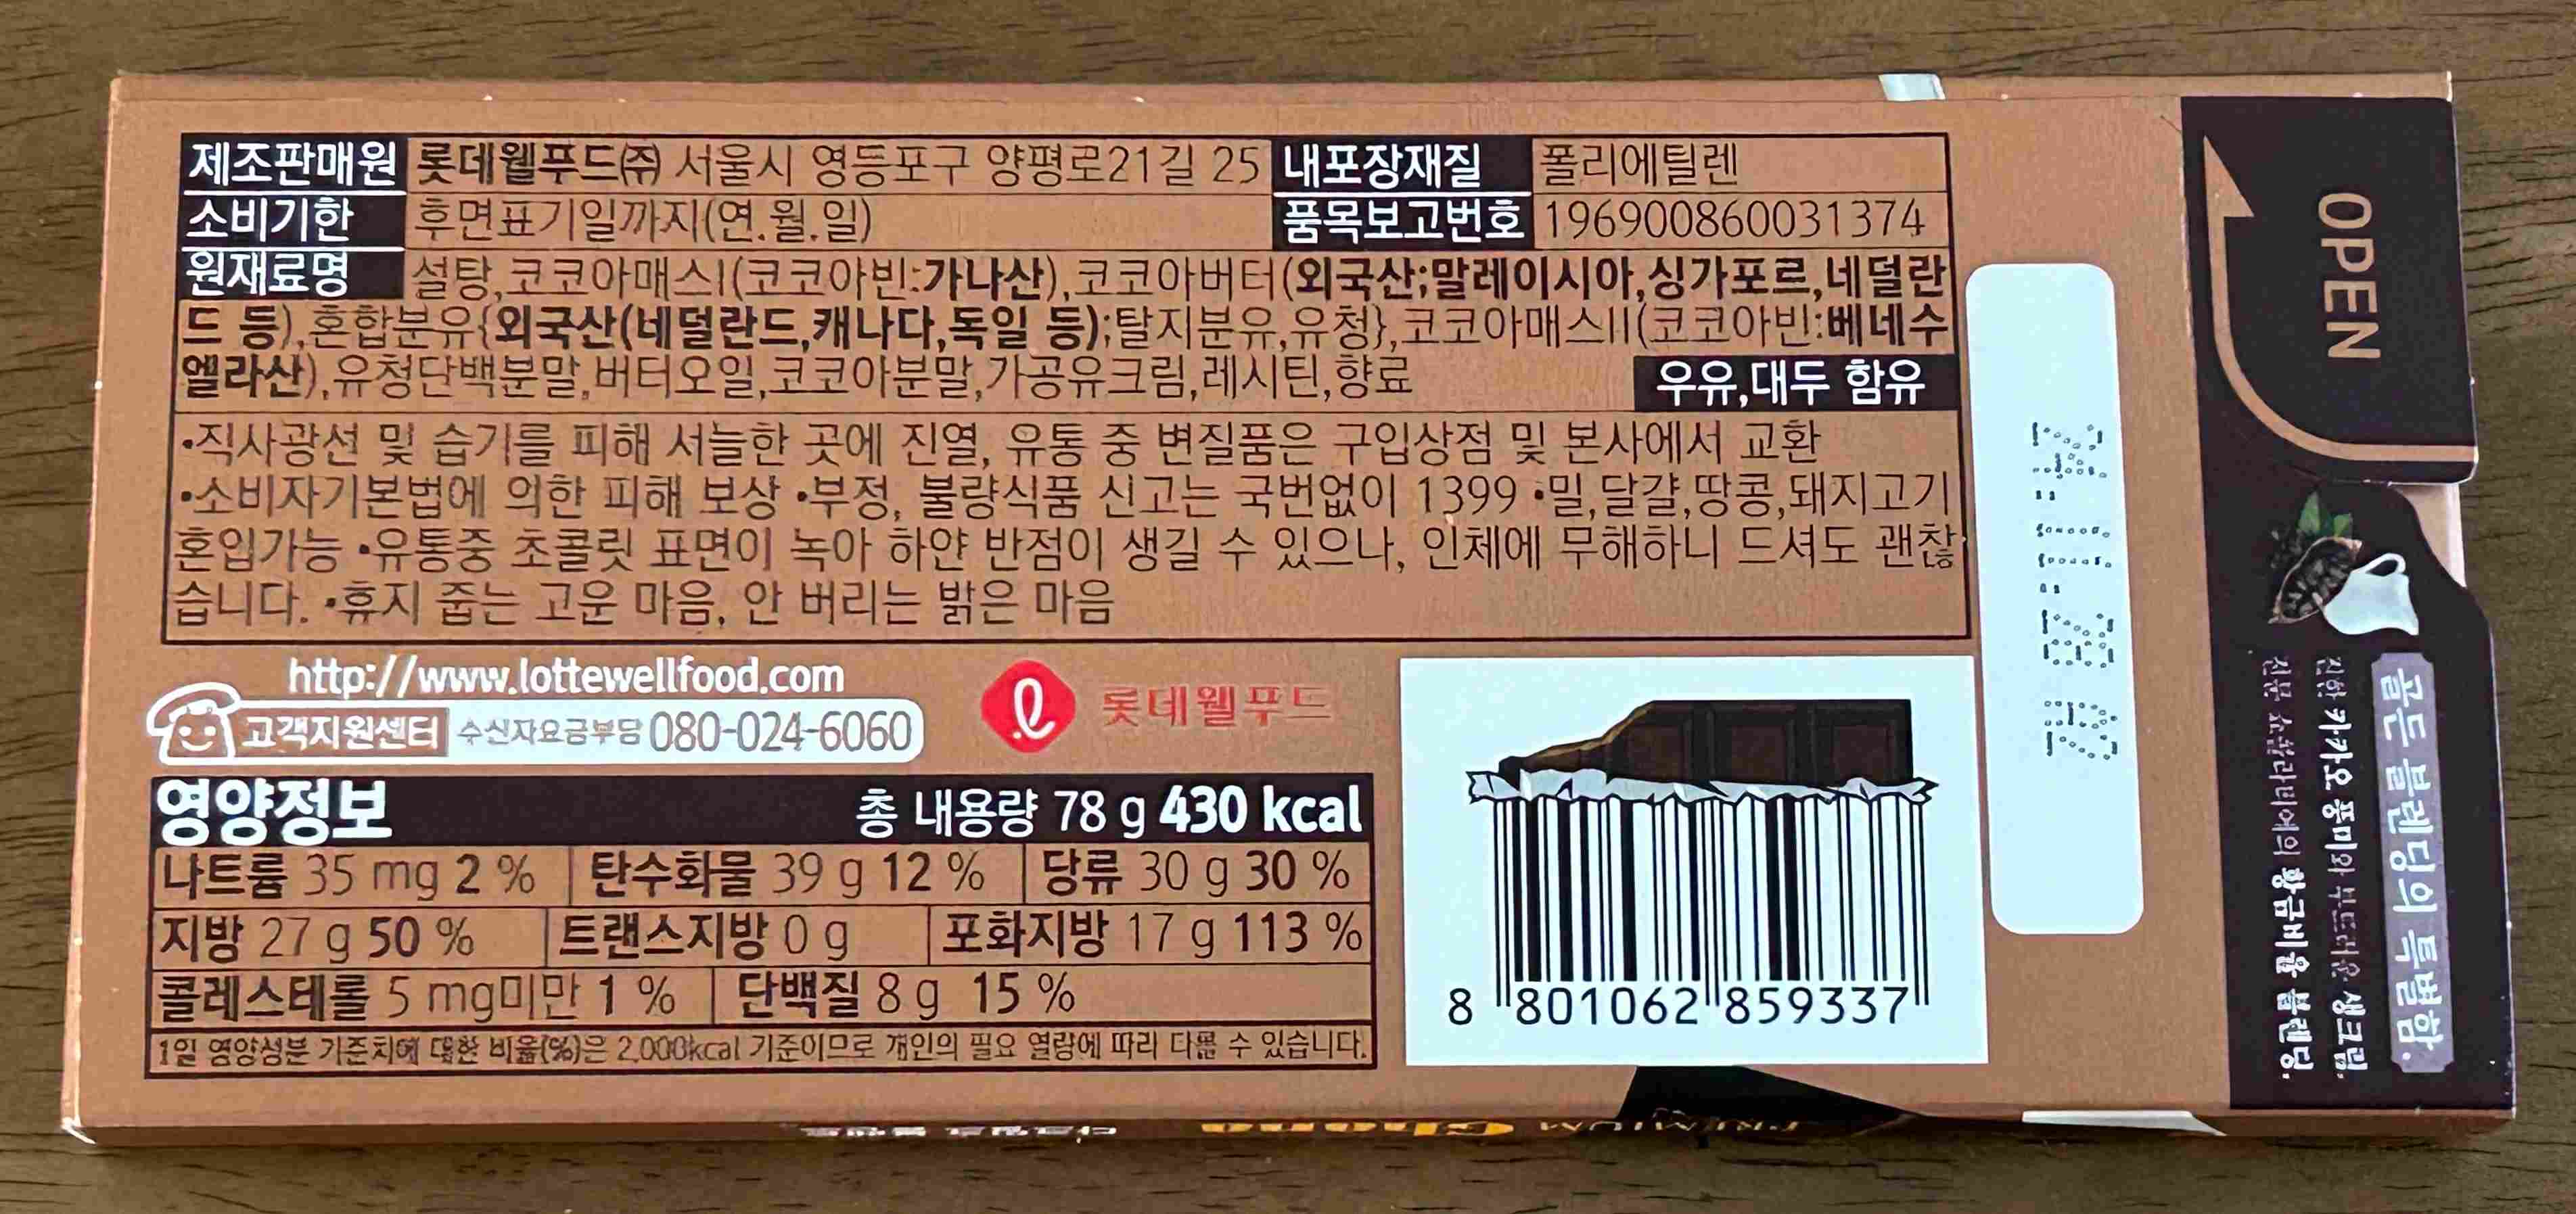 제조판매원 롯데웰푸드㈜ 서울시 영등포구 양평로21길 25 내포장재질 폴리에틸렌
소비기한 후면표기일까지(연.월.일) 품목보고번호 196900860031374
원재료명 설탕,코코아매스I(코코아빈:가나산),코코아버터(외국산;말레이시아,싱가포르,네덜란
드 등),혼합분유{외국산(네덜란드,캐나다,독일 등);탈지분유,유청},코코아매스II(코코아빈:베네수
엘라산),유청단백분말,버터오일,코코아분말,가공유크림,레시틴,향료 우유,대두 함유
•직사광선 및 습기를 피해 서늘한 곳에 진열, 유통 중 변질품은 구입상점 및 본사에서 교환
•소비자기본법에 의한 피해 보상 •부정, 불량식품 신고는 국번없이 1399 •밀,달걀,땅콩,돼지고기
혼입가능 •유통중 초콜릿 표면이 녹아 하얀 반점이 생길 수 있으나, 인체에 무해하니 드셔도 괜찮
습니다. •휴지 줍는 고운 마음, 안 버리는 밝은 마음
http://www.lottewellfood.com
고객지원센터 수신자요금부담 080-024-6060
롯데웰푸드
영양정보 총 내용량 78 g 430 kcal
나트륨 35 mg 2 % 탄수화물 39 g 12 % 당류 30 g 30 %
지방 27 g 50 % 트랜스지방 0 g 포화지방 17 g 113 %
콜레스테롤 5 mg미만 1 % 단백질 8 g 15 %
1일 영양성분 기준치에 대한 비율(%)은 2,000kcal 기준이므로 개인의 필요 열량에 따라 다를 수 있습니다.
8 801062 859337
OPEN
골든 블렌딩의 특별함.
진한 카카오 풍미와 부드러운 생크림,
전문 쇼콜라티에의 황금비율 블렌딩.
PREMIUM Ghana